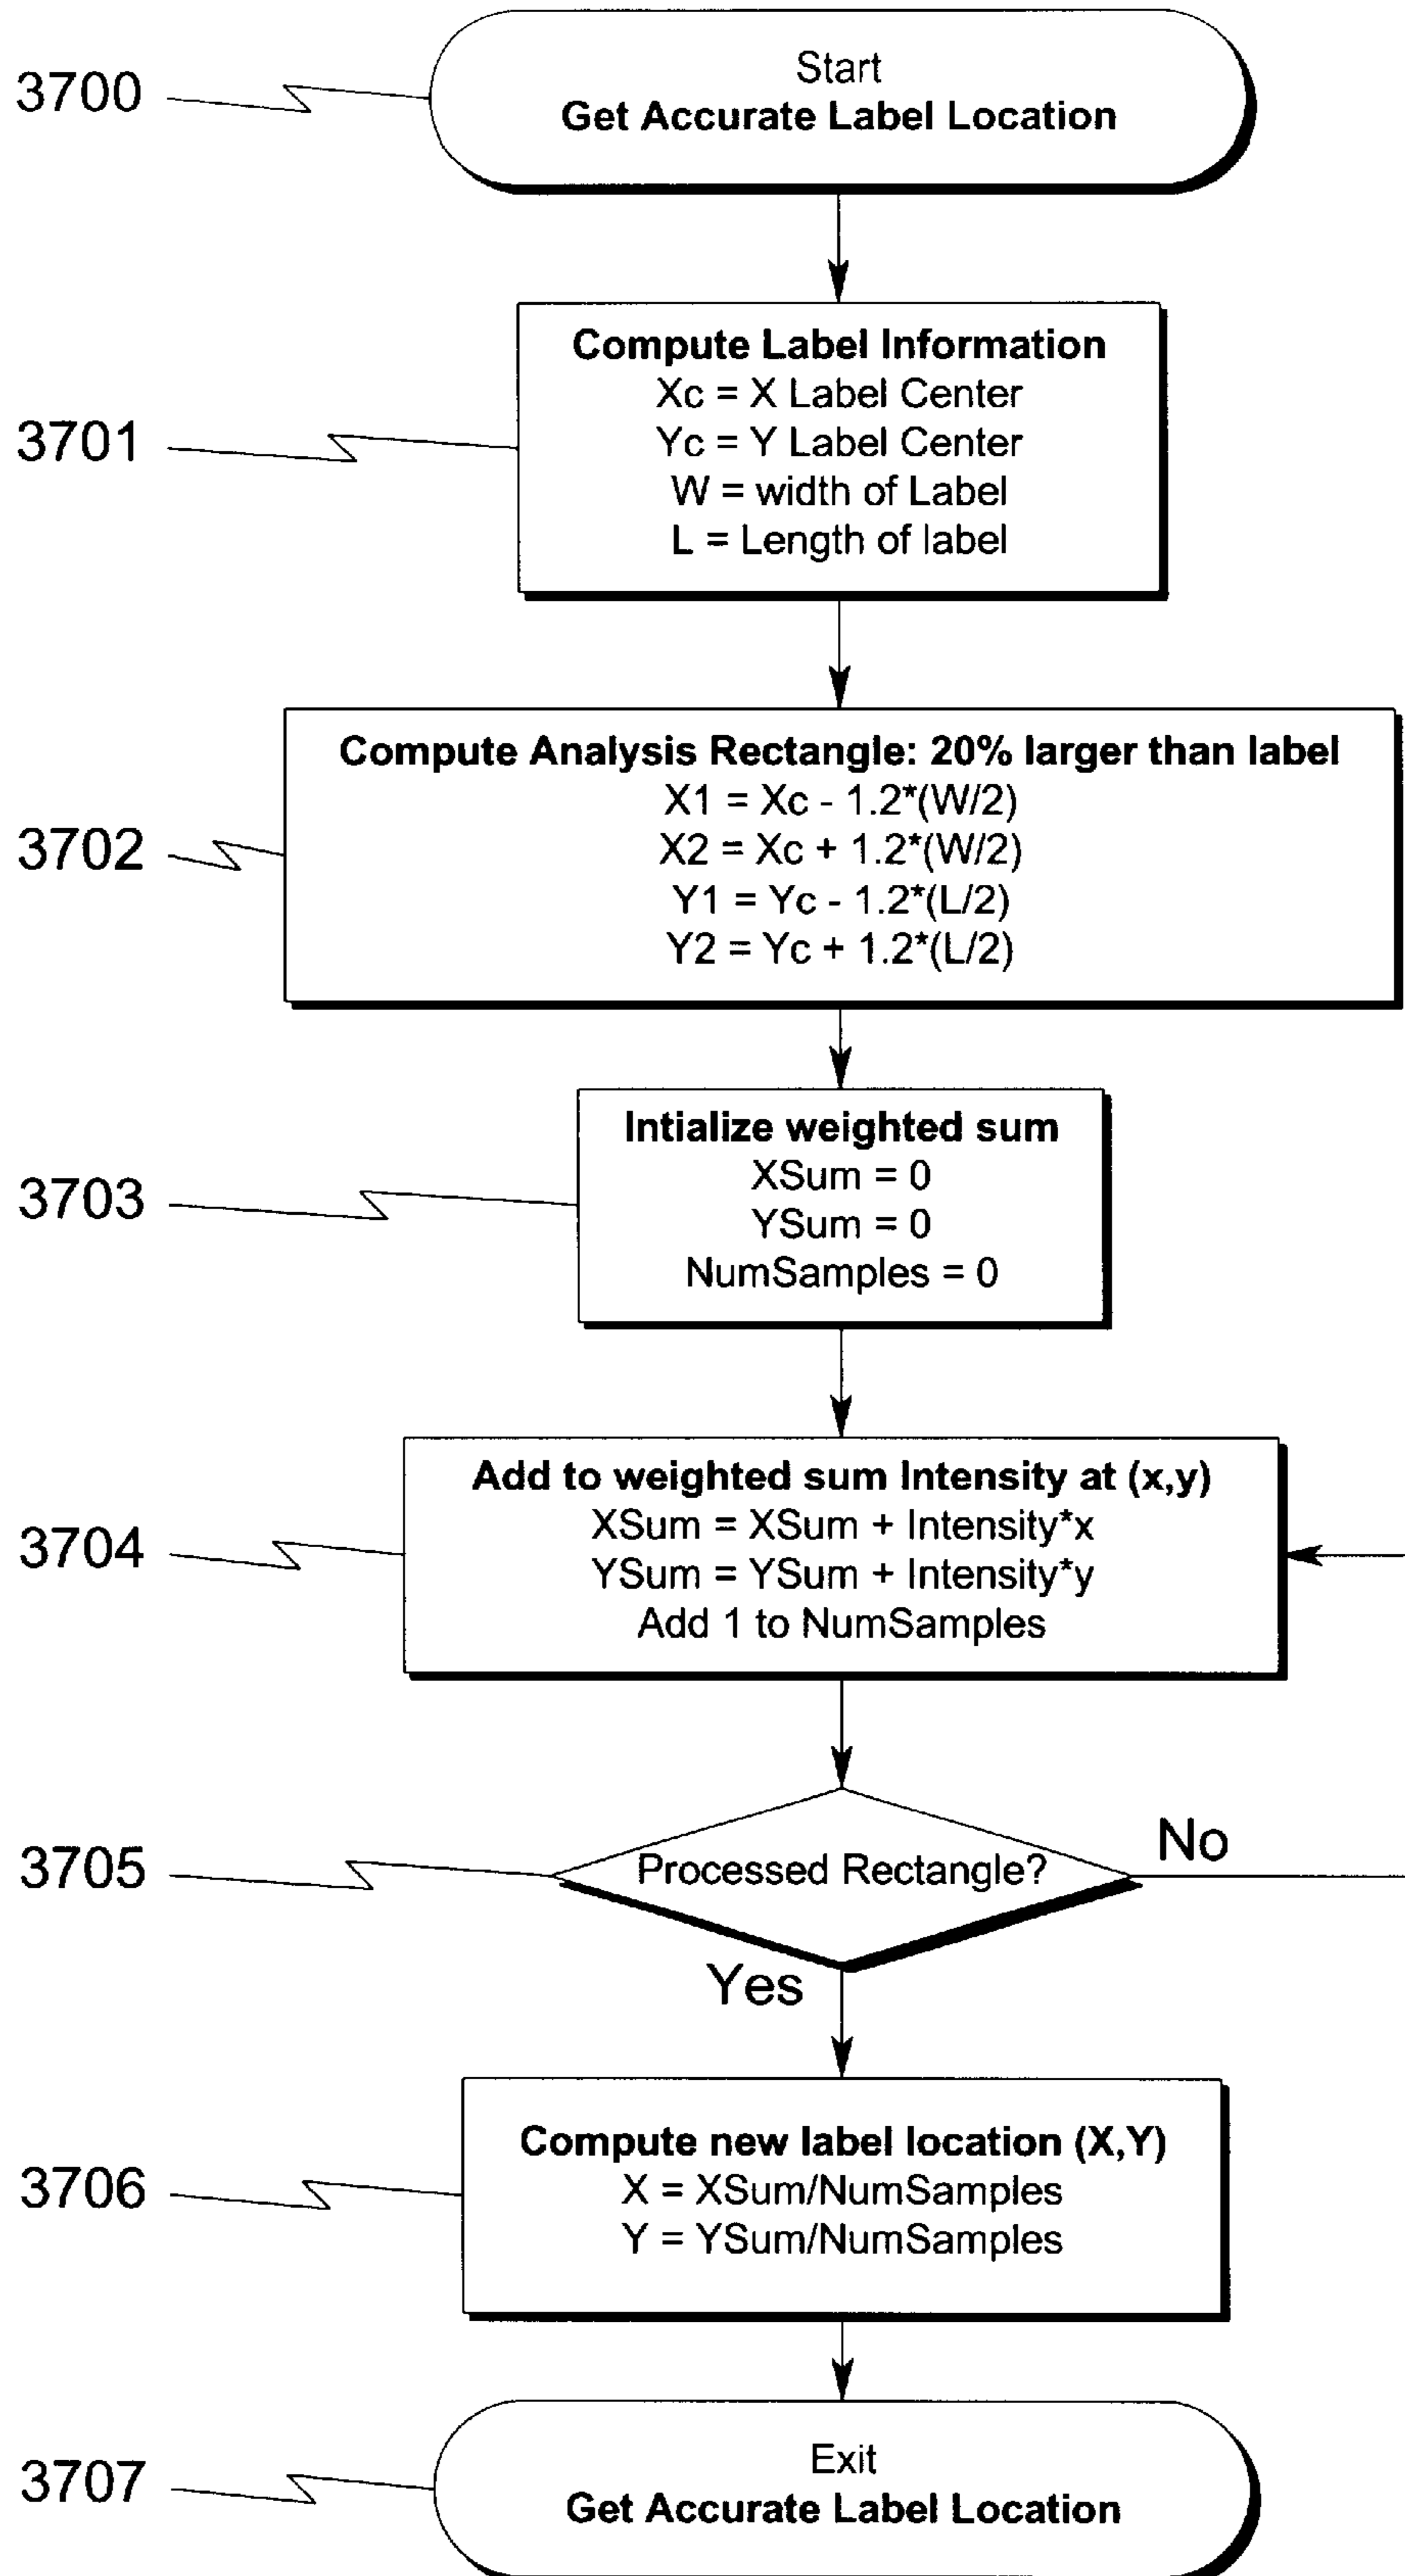 3700
Start
Get Accurate Label Location
3701
Compute Label Information
Xc = X Label Center
Yc = Y Label Center
W = width of Label
L = Length of label
3702
Compute Analysis Rectangle: 20% larger than label
X1 = Xc - 1.2*(W/2)
X2 = Xc + 1.2*(W/2)
Y1 = Yc - 1.2*(L/2)
Y2 = Yc + 1.2*(L/2)
3703
Intialize weighted sum
XSum = 0
YSum = 0
NumSamples = 0
3704
Add to weighted sum Intensity at (x,y)
XSum = XSum + Intensity*x
YSum = YSum + Intensity*y
Add 1 to NumSamples
3705
Processed Rectangle?
No
Yes
3706
Compute new label location (X,Y)
X = XSum/NumSamples
Y = YSum/NumSamples
3707
Exit
Get Accurate Label Location